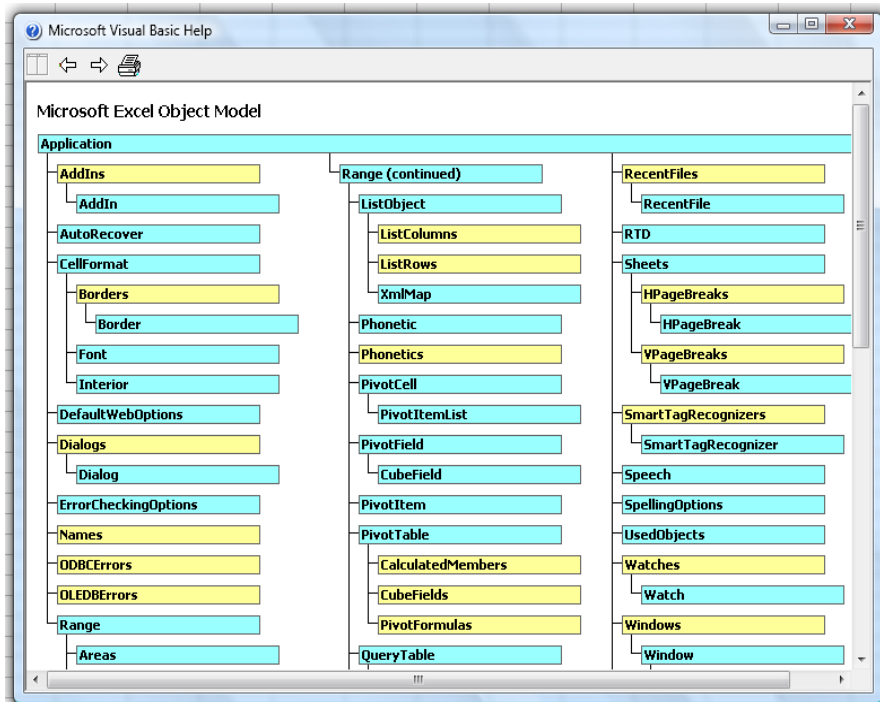 Microsoft Visual Basic Help
Microsoft Excel Object Model
Application
AddIns
AddIn
AutoRecover
CellFormat
Borders
Border
Font
Interior
DefaultWebOptions
Dialogs
Dialog
ErrorCheckingOptions
Names
ODBCErrors
OLEDBErrors
Range
Areas
Range (continued)
ListObject
ListColumns
ListRows
XmlMap
Phonetic
Phonetics
PivotCell
PivotItemList
PivotField
CubeField
PivotItem
PivotTable
CalculatedMembers
CubeFields
PivotFormulas
QueryTable
RecentFiles
RecentFile
RTD
Sheets
HPageBreaks
HPageBreak
VPageBreaks
VPageBreak
SmartTagRecognizers
SmartTagRecognizer
Speech
SpellingOptions
UsedObjects
Watches
Watch
Windows
Window